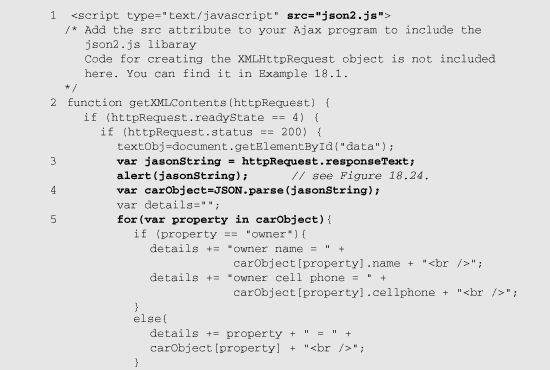 1 <script type="text/javascript" src="json2.js">
/* Add the src attribute to your Ajax program to include the
json2.js libaray
Code for creating the XMLHttpRequest object is not included
here. You can find it in Example 18.1.
*/
2 function getXMLContents(httpRequest) {
if (httpRequest.readyState == 4) {
if (httpRequest.status == 200) {
textObj=document.getElementById("data");
3 var jasonString = httpRequest.responseText;
alert(jasonString); // see Figure 18.24.
4 var carObject=JSON.parse(jasonString);
var details="";
5 for(var property in carObject){
if (property == "owner"){
details += "owner name = " +
carObject[property].name + "<br />";
details += "owner cell phone = " +
carObject[property].cellphone + "<br />";
}
else{
details += property + " = " +
carObject[property] + "<br />";
}